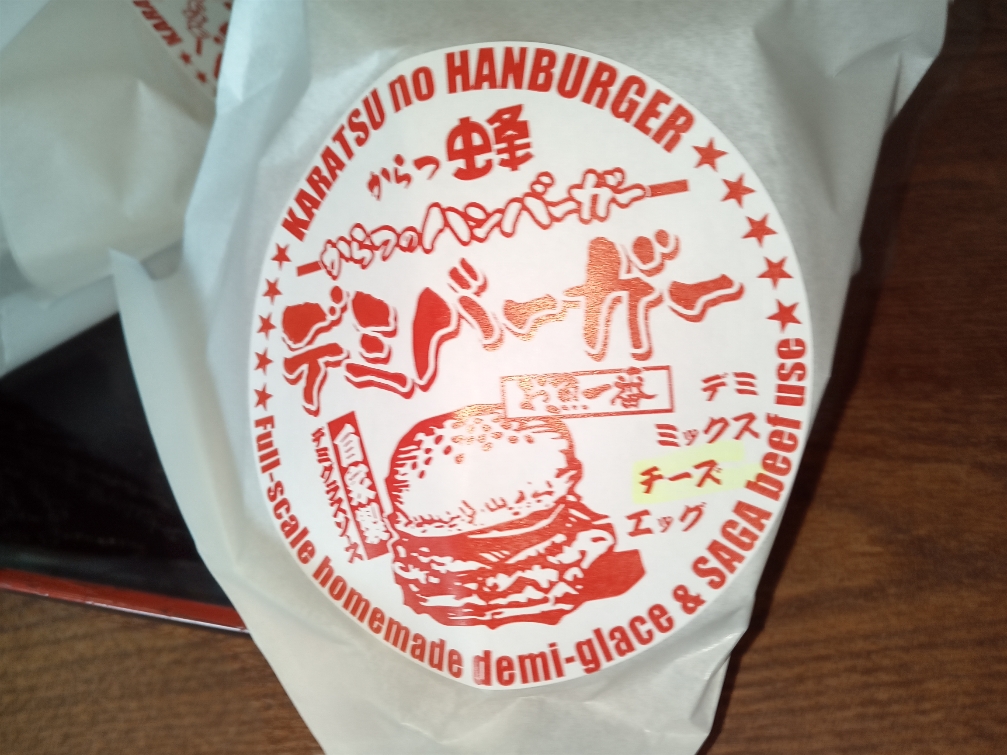 KARATSU no HANBURGER
からつ 蜂
からつのハンバーガー
デミバーガー
デミ
ミックス
チーズ
エッグ
自家製
デミグラスソース
Full-scale homemade demi-glace & SAGA beef use